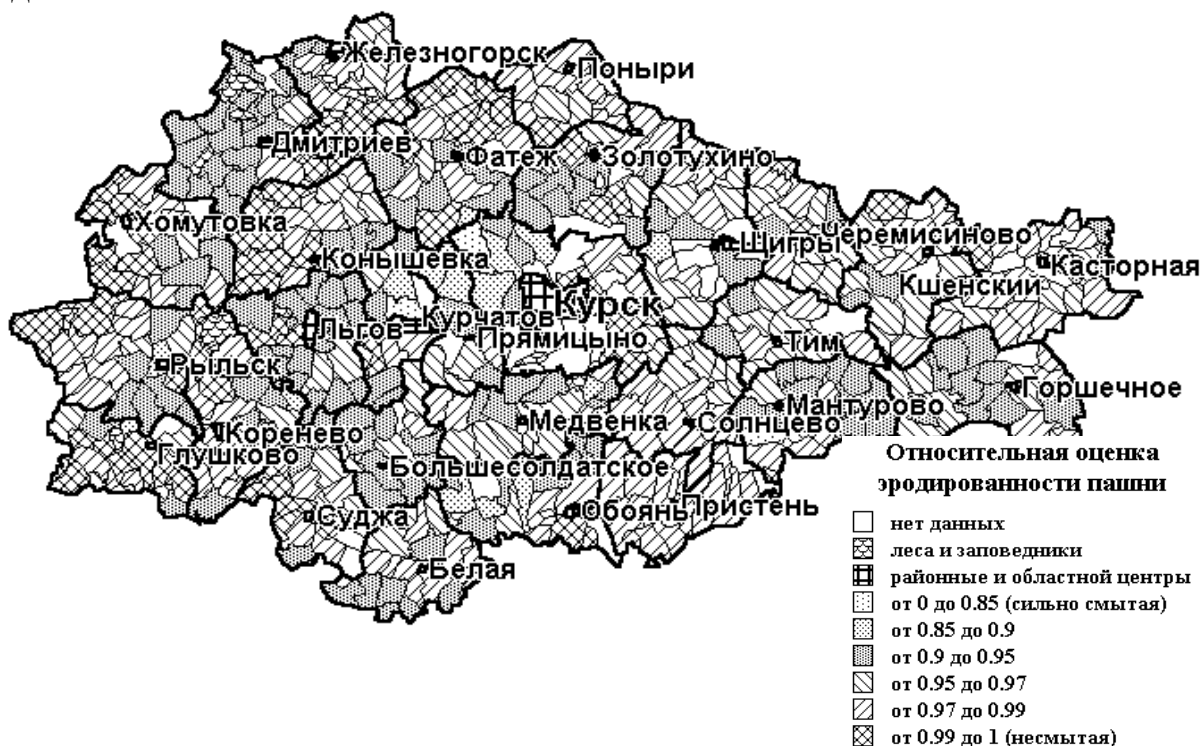 Железногорск
Поныри
Дмитриев
Фатеж
Золотухино
Хомутовка
Конышевка
Щигры
Черемисиново
Касторная
Кшенский
Курск
Курчатов
Льгов
Прямицыно
Тим
Рыльск
Горшечное
Медвенка
Мантурово
Солнцево
Коренево
Глушково
Большесолдатское
Суджа
Обоянь
Пристень
Белая
Относительная оценка
эродированности пашни
нет данных
леса и заповедники
районные и областной центры
от 0 до 0.85 (сильно смытая)
от 0.85 до 0.9
от 0.9 до 0.95
от 0.95 до 0.97
от 0.97 до 0.99
от 0.99 до 1 (несмытая)